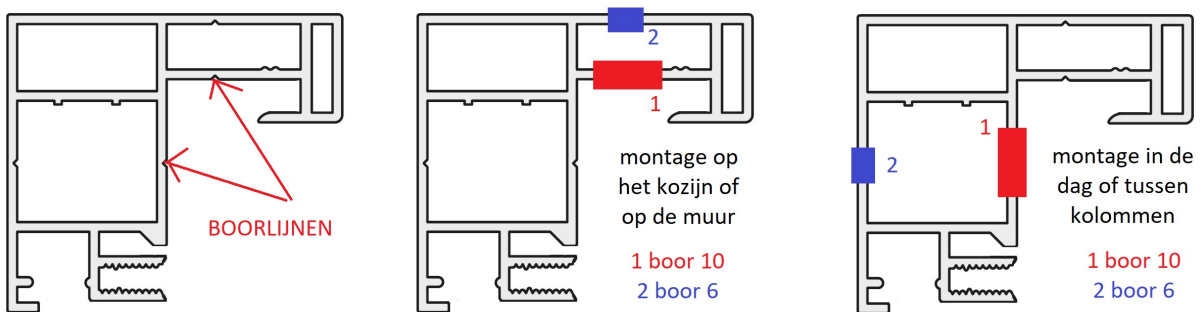 BOORLIJNEN
2
1
montage op
het kozijn of
op de muur
1 boor 10
2 boor 6
1
2
montage in de
dag of tussen
kolommen
1 boor 10
2 boor 6